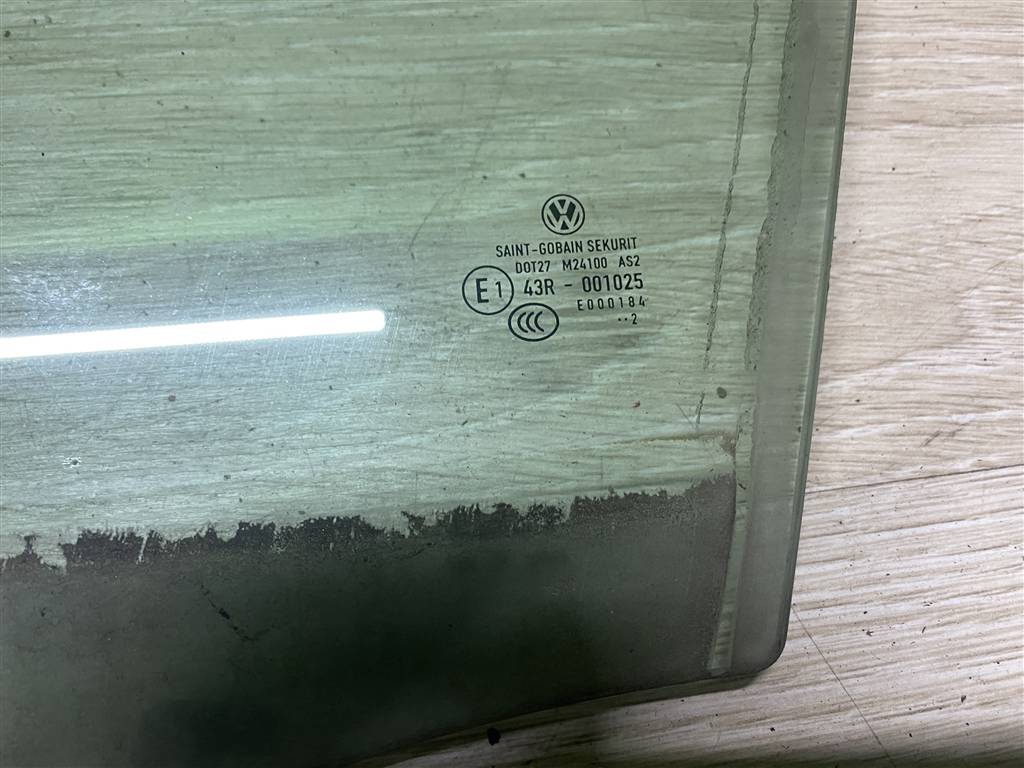 VW
SAINT-GOBAIN SEKURIT
DOT27 M24100 AS2
E1 43R - 001025
E000184
CCC ··2